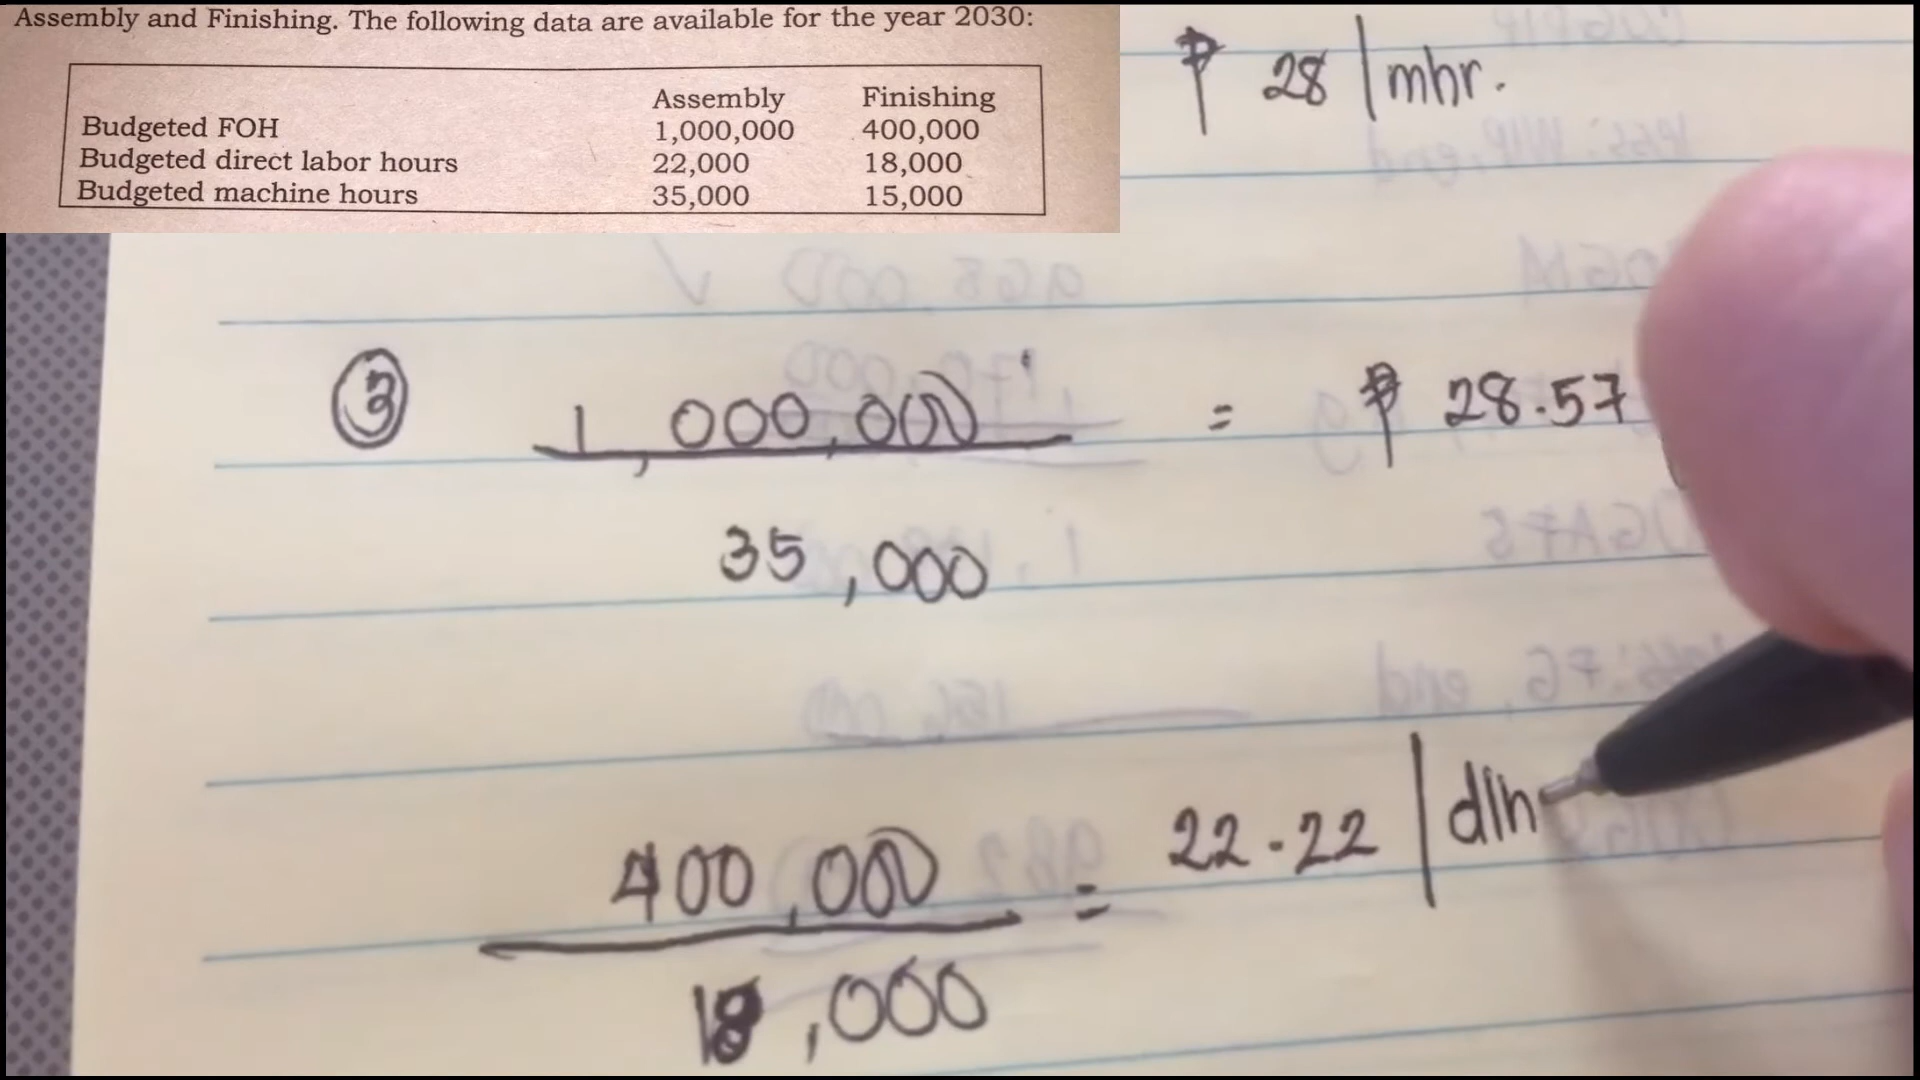 Assembly and Finishing. The following data are available for the year 2030:
Assembly Finishing
Budgeted FOH 1,000,000 400,000
Budgeted direct labor hours 22,000 18,000
Budgeted machine hours 35,000 15,000
₱ 28 / mhr.
③ 1,000,000 = ₱ 28.57
35,000
400,000 = 22.22 / dlh
18,000